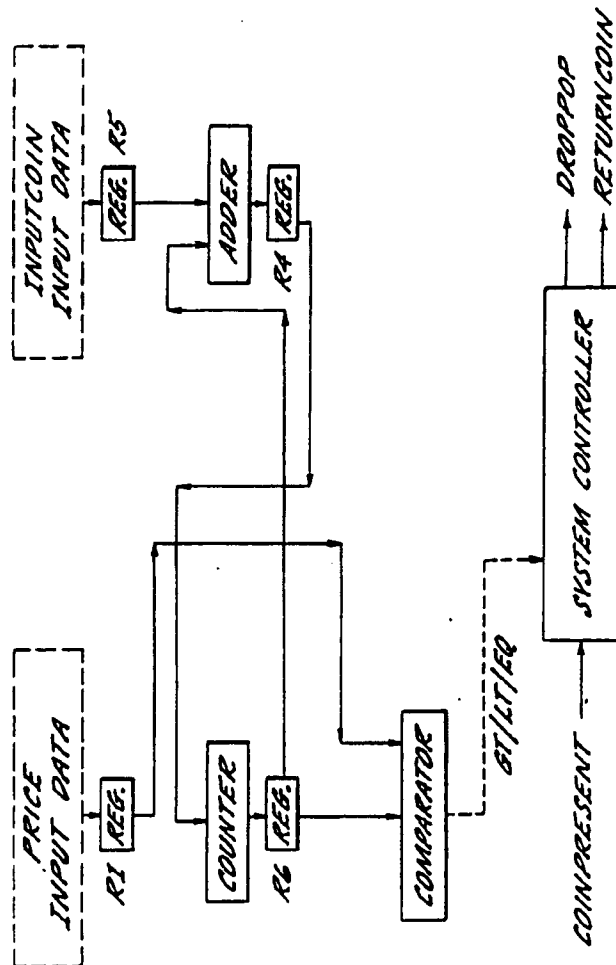 PRICE
INPUT DATA
INPUTCOIN
INPUT DATA
R1
REG.
REG.
R5
COUNTER
ADDER
R6
REG.
R4
REG.
COMPARATOR
GT/LT/EQ
COINPRESENT
SYSTEM CONTROLLER
DROPPOP
RETURNCOIN